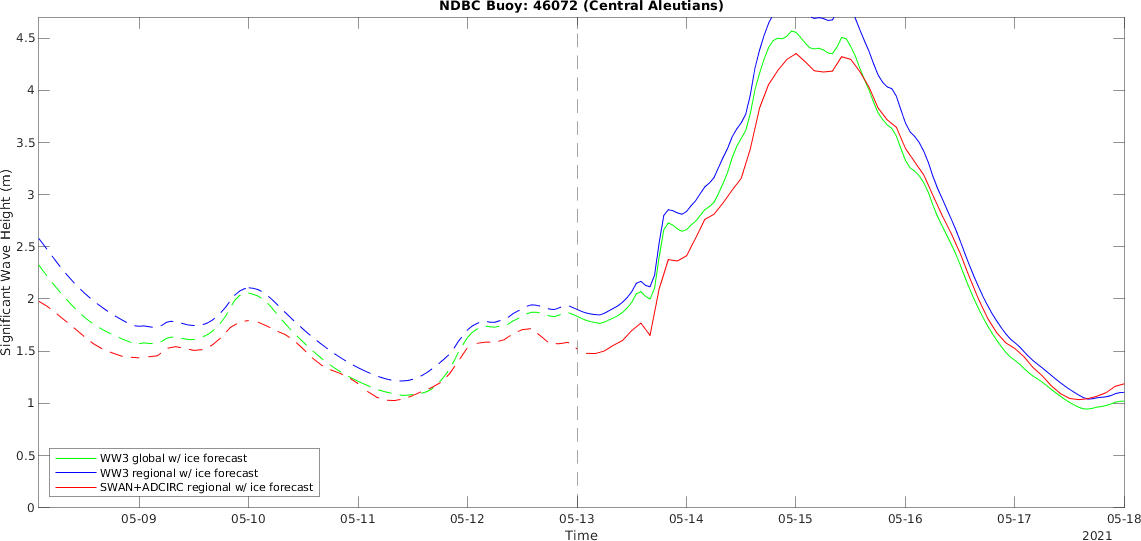 NDBC Buoy: 46072 (Central Aleutians)
4.5
4
3.5
3
2.5
2
1.5
1
0.5
0
Significant Wave Height (m)
WW3 global w/ ice forecast
WW3 regional w/ ice forecast
SWAN+ADCIRC regional w/ ice forecast
05-09 05-10 05-11 05-12 05-13 05-14 05-15 05-16 05-17 05-18
Time
2021